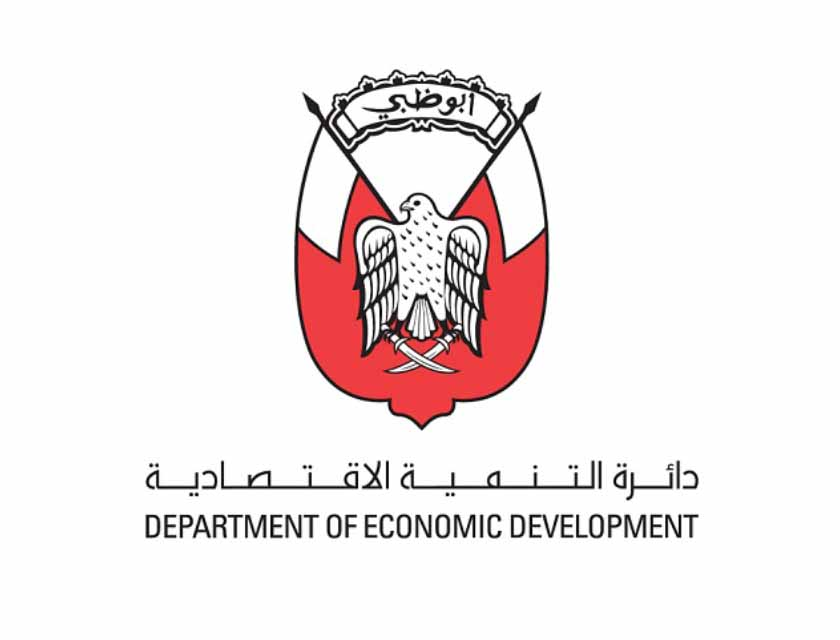 أبوظبي
دائرة التنمية الاقتصادية
DEPARTMENT OF ECONOMIC DEVELOPMENT